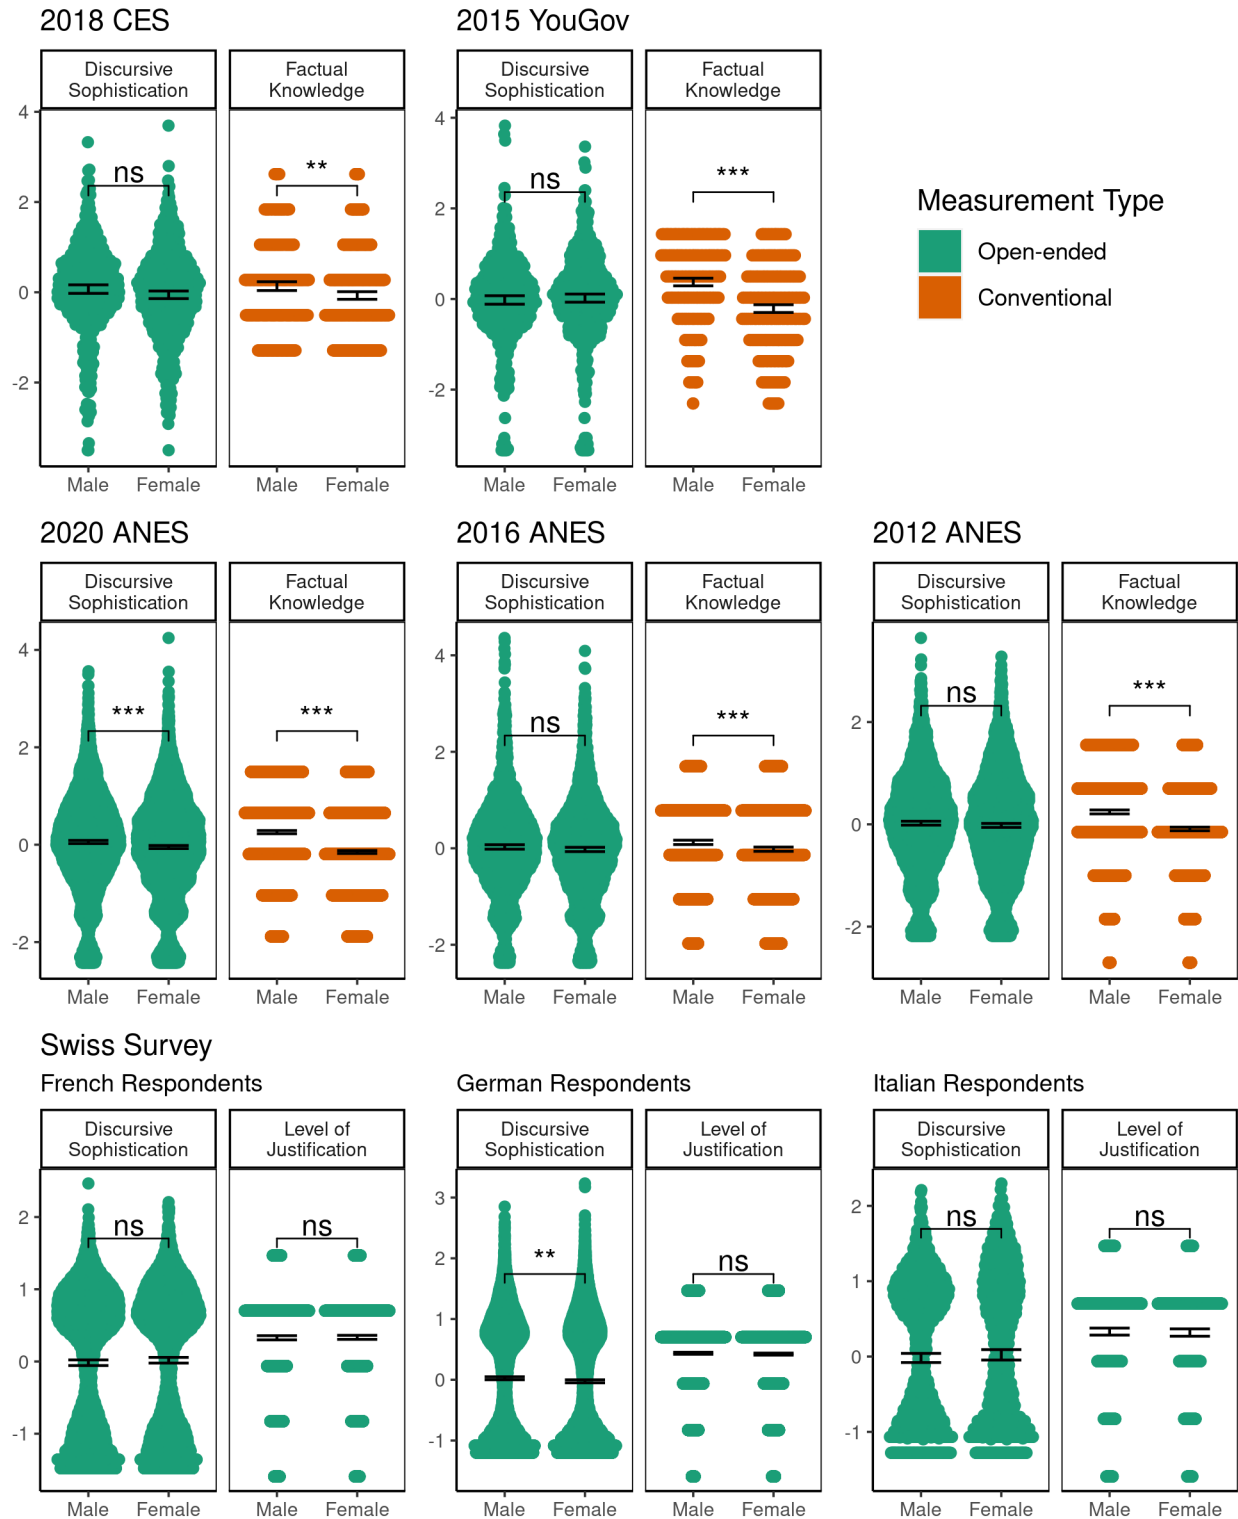 2018 CES
2015 YouGov
Discursive
Sophistication
Factual
Knowledge
Discursive
Sophistication
Factual
Knowledge
4
2
0
-2
ns
**
4
2
0
-2
ns
***
Male
Female
Male
Female
Male
Female
Male
Female
Measurement Type
Open-ended
Conventional
2020 ANES
2016 ANES
2012 ANES
Discursive
Sophistication
Factual
Knowledge
Discursive
Sophistication
Factual
Knowledge
Discursive
Sophistication
Factual
Knowledge
4
2
0
-2
***
***
4
2
0
-2
ns
***
2
0
-2
ns
***
Male
Female
Male
Female
Male
Female
Male
Female
Male
Female
Male
Female
Swiss Survey
French Respondents
German Respondents
Italian Respondents
Discursive
Sophistication
Level of
Justification
Discursive
Sophistication
Level of
Justification
Discursive
Sophistication
Level of
Justification
2
1
0
-1
ns
ns
3
2
1
0
-1
**
ns
2
1
0
-1
ns
ns
Male
Female
Male
Female
Male
Female
Male
Female
Male
Female
Male
Female